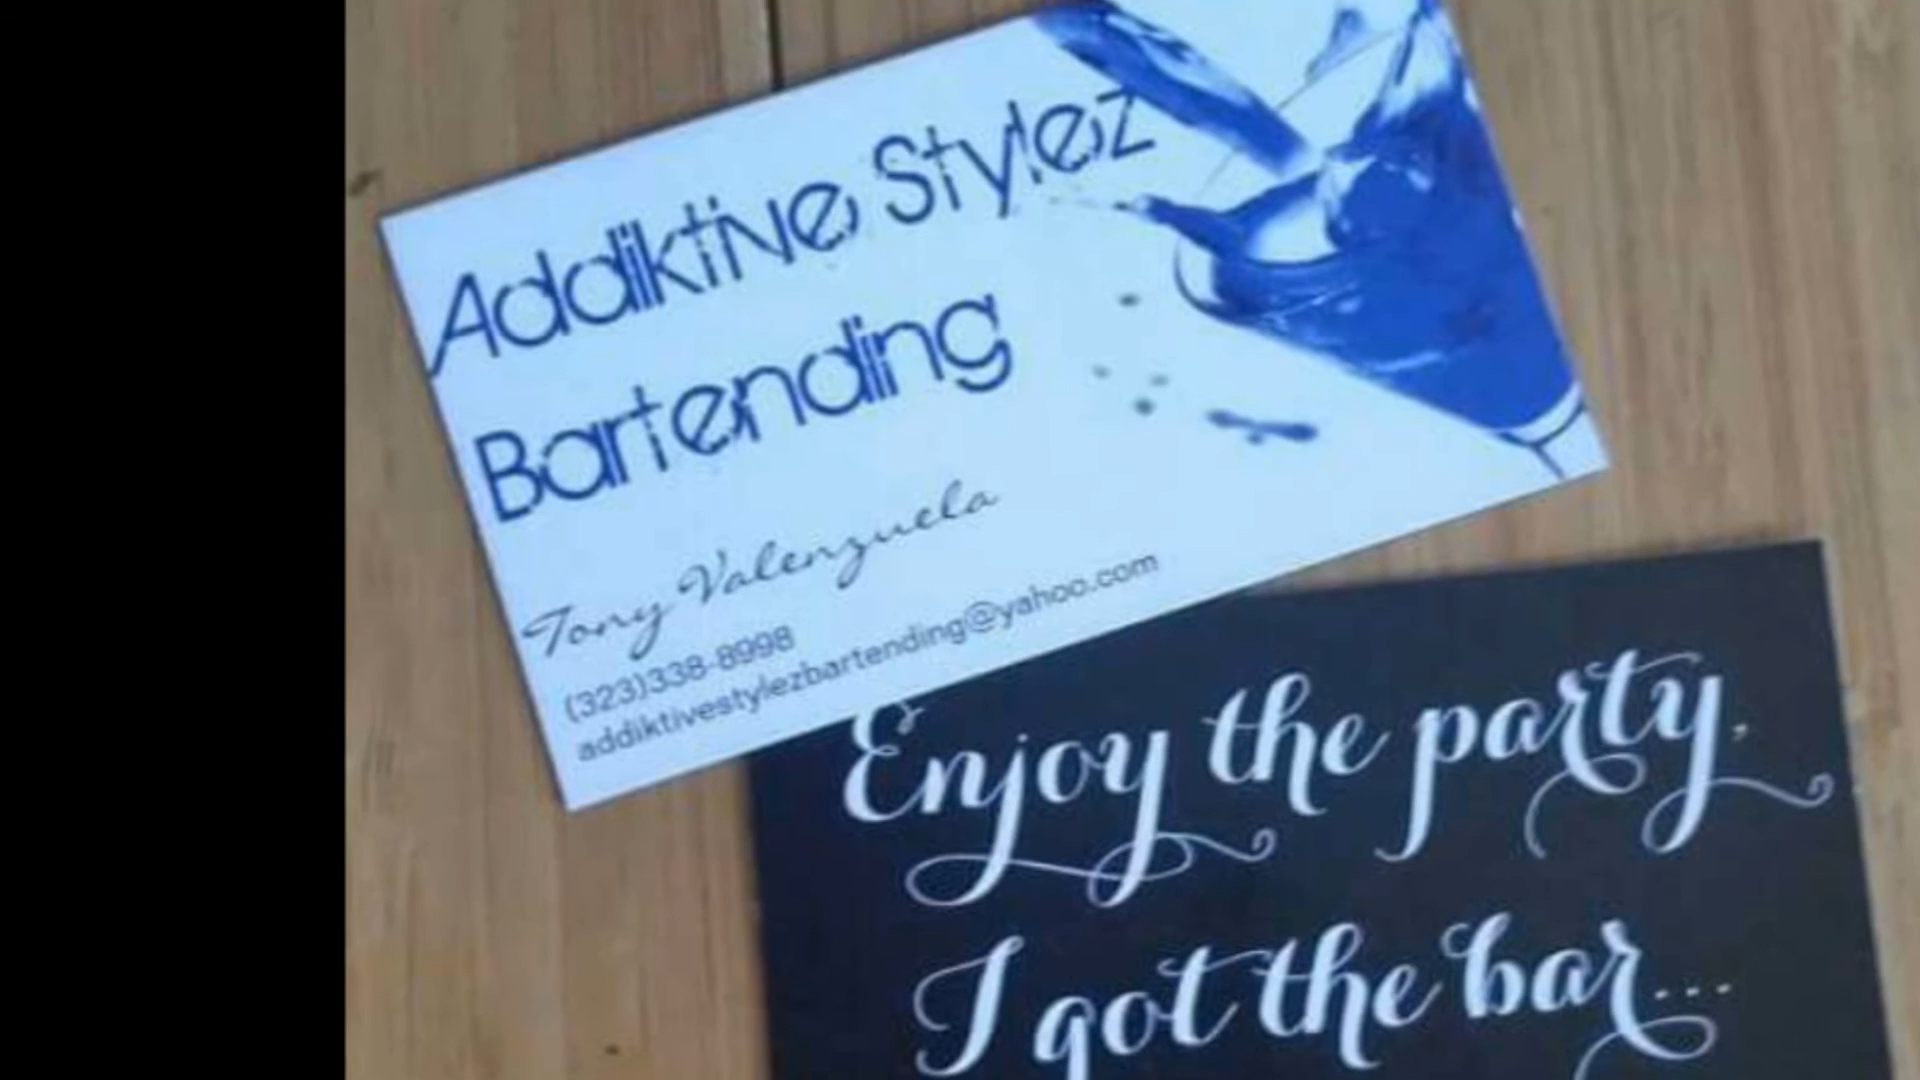 Addiktive Stylez
Bartending
Tony Valenzuela
(323)338-8998
addiktivestylezbartending@yahoo.com
Enjoy the party,
I got the bar...